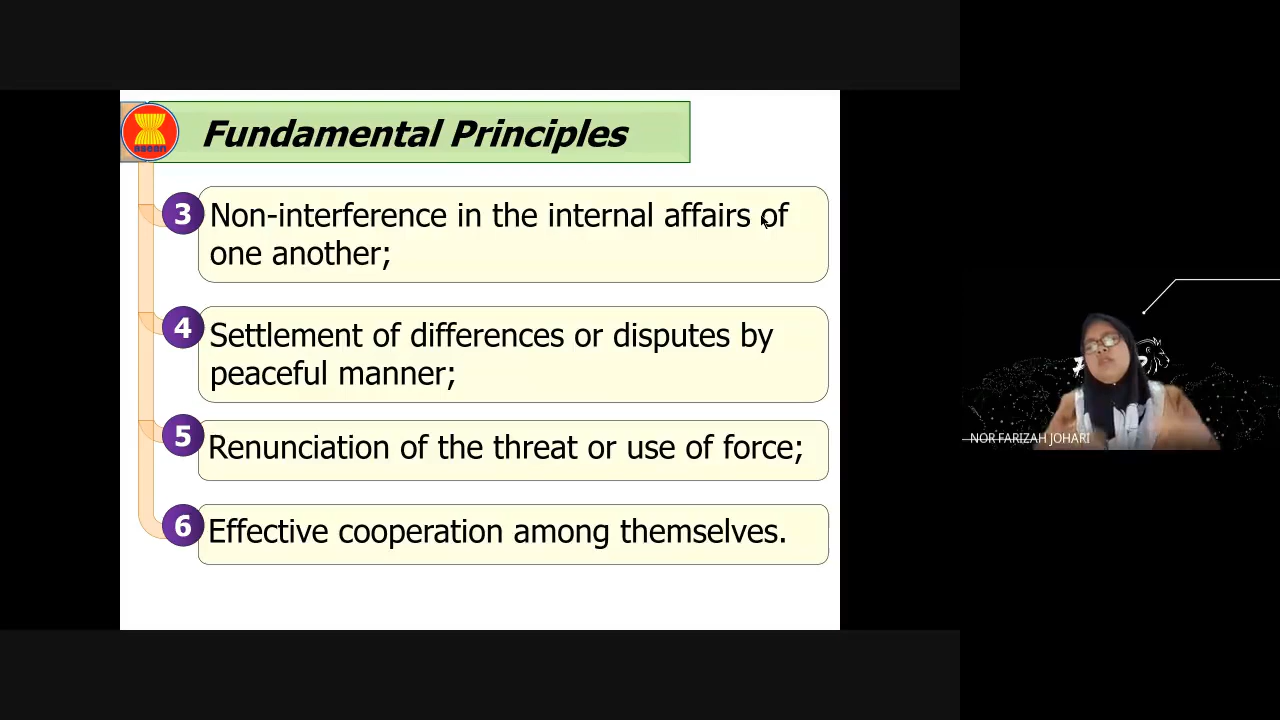 asean
Fundamental Principles
3
Non-interference in the internal affairs of
one another;
4
Settlement of differences or disputes by
peaceful manner;
5
Renunciation of the threat or use of force;
6
Effective cooperation among themselves.
NOR FARIZAH JOHARI